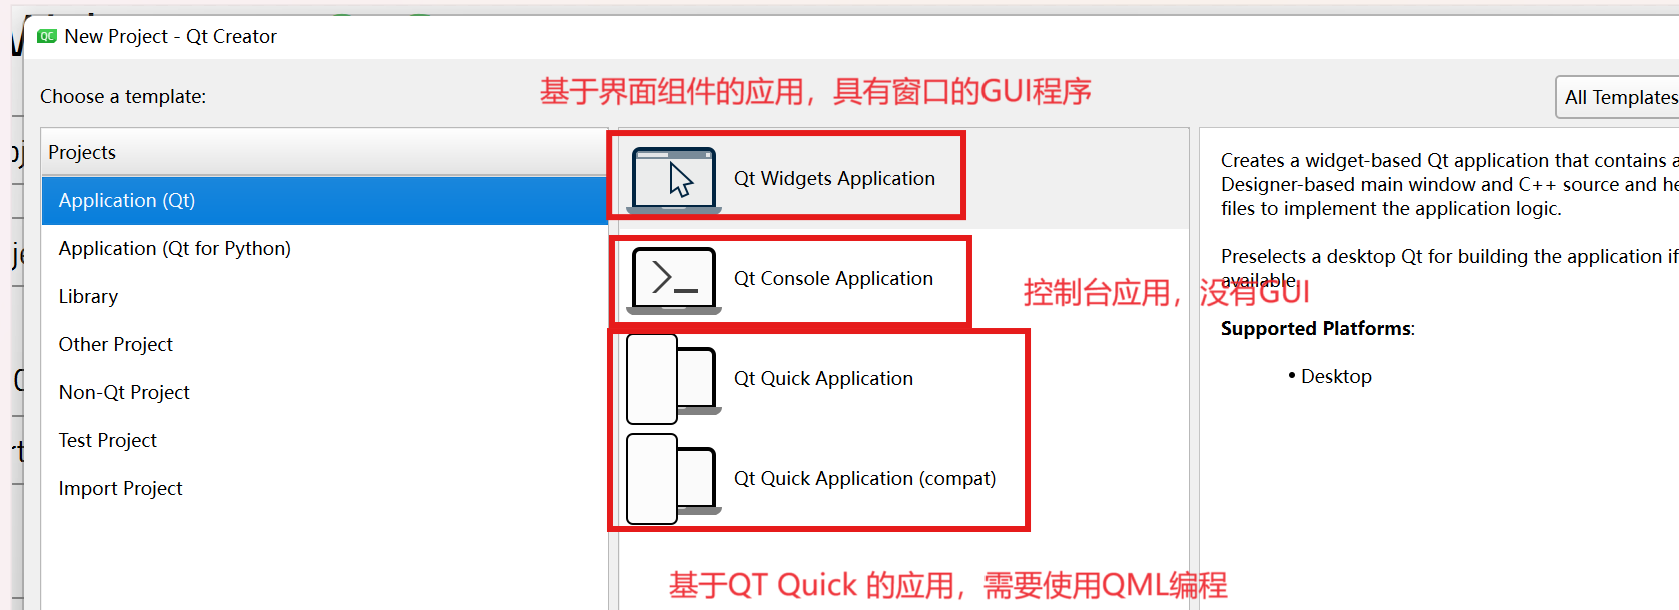 New Project - Qt Creator
基于界面组件的应用，具有窗口的GUI程序
Choose a template:
All Templates
Projects
Application (Qt)
Application (Qt for Python)
Library
Other Project
Non-Qt Project
Test Project
Import Project
Qt Widgets Application
Qt Console Application
Qt Quick Application
Qt Quick Application (compat)
控制台应用，没有GUI
基于QT Quick 的应用，需要使用QML编程
Creates a widget-based Qt application that contains a
Designer-based main window and C++ source and he
files to implement the application logic.
Preselects a desktop Qt for building the application if
available.
Supported Platforms:
• Desktop